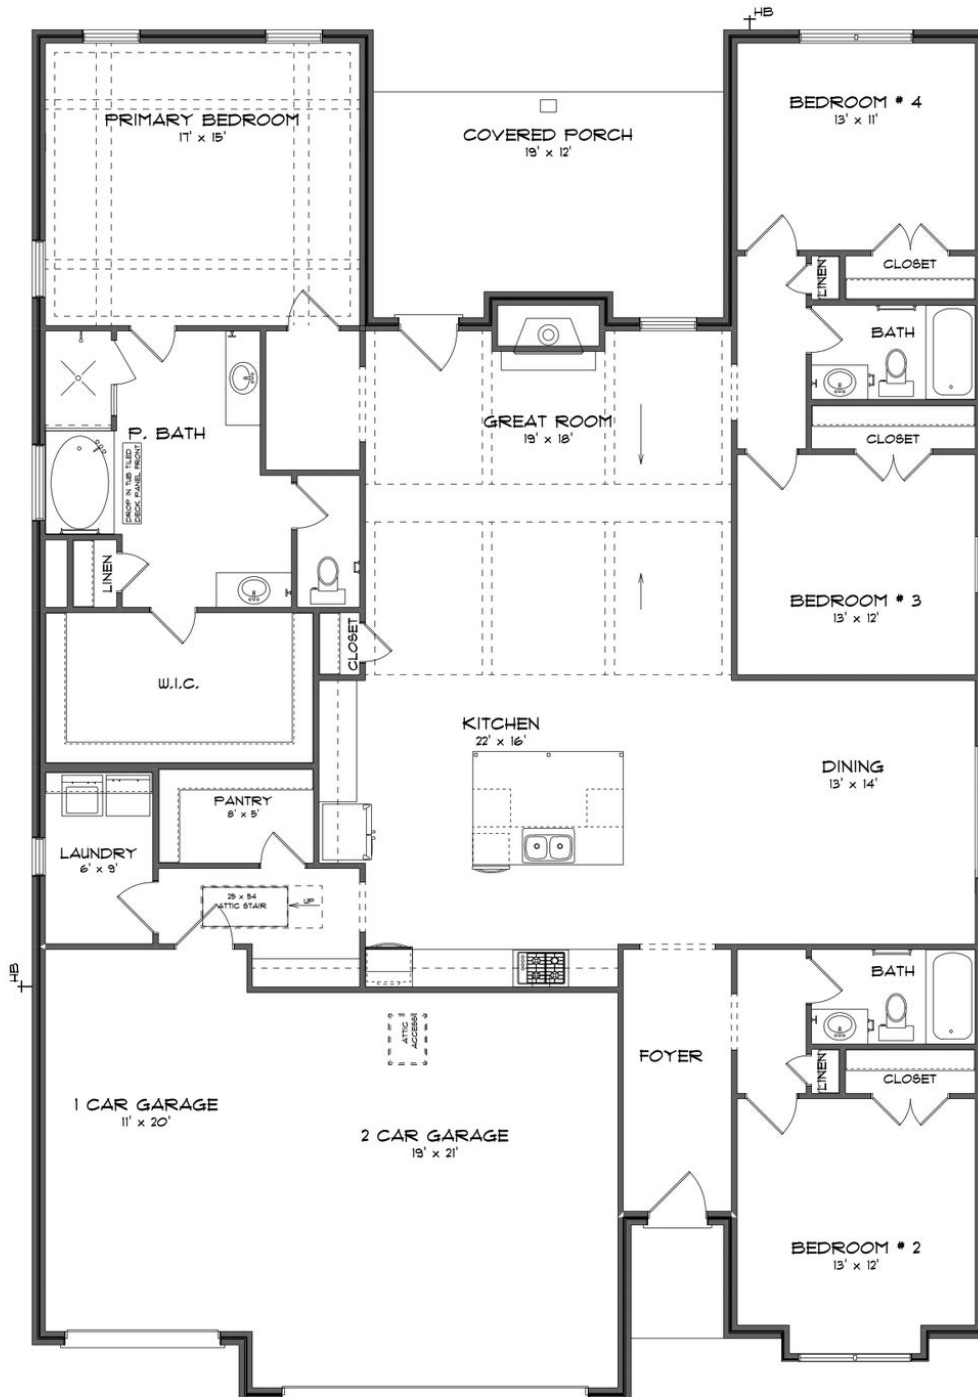 HB
PRIMARY BEDROOM
17' x 15'
COVERED PORCH
19' x 12'
BEDROOM # 4
13' x 11'
LINEN
CLOSET
BATH
CLOSET
P. BATH
DROP IN TUB TILED
DECK, PANEL FRONT
GREAT ROOM
19' x 18'
LINEN
BEDROOM # 3
13' x 12'
CLOSET
W.I.C.
KITCHEN
22' x 16'
DINING
13' x 14'
PANTRY
8' x 5'
LAUNDRY
6' x 9'
25 x 54
ATTIC STAIR
UP
HB
BATH
ATTIC
ACCESS
FOYER
LINEN
CLOSET
1 CAR GARAGE
11' x 20'
2 CAR GARAGE
19' x 21'
BEDROOM # 2
13' x 12'